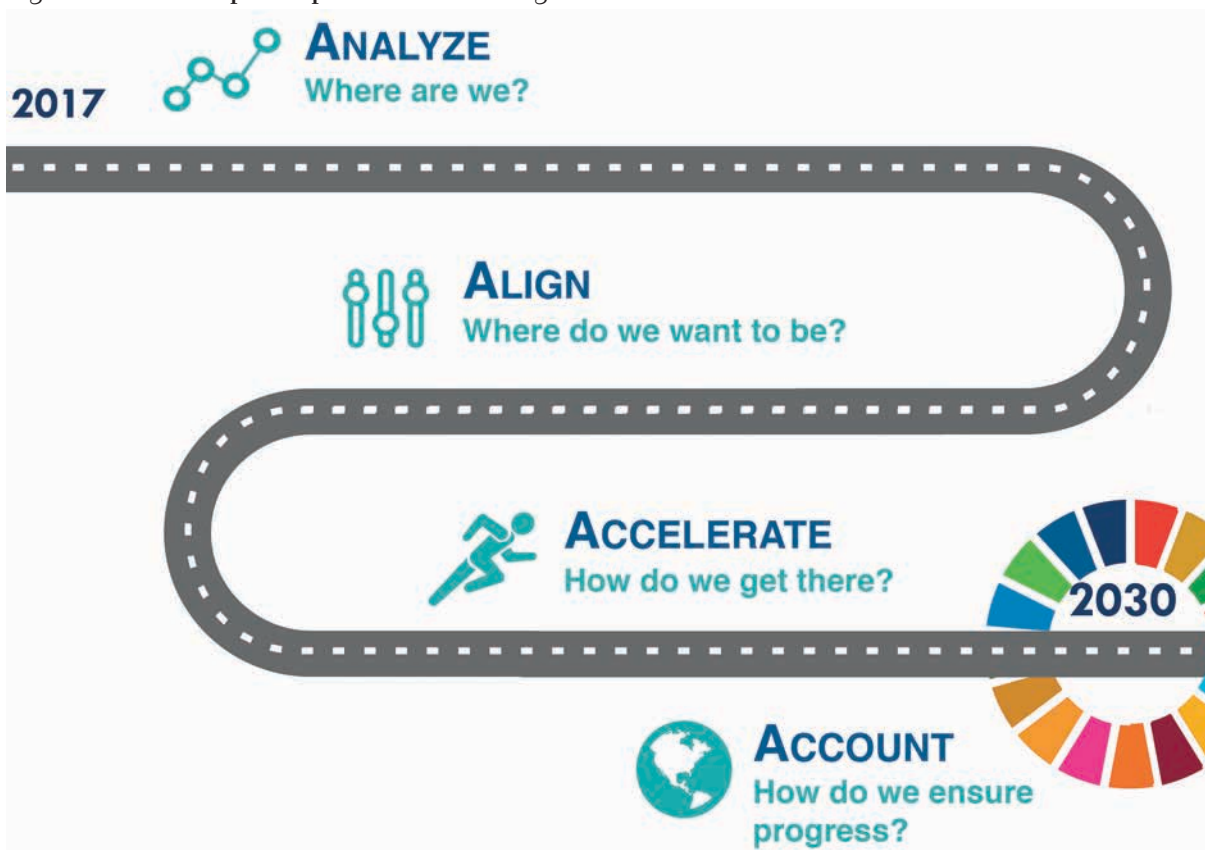 2017
ANALYZE
Where are we?
ALIGN
Where do we want to be?
ACCELERATE
How do we get there?
2030
ACCOUNT
How do we ensure
progress?